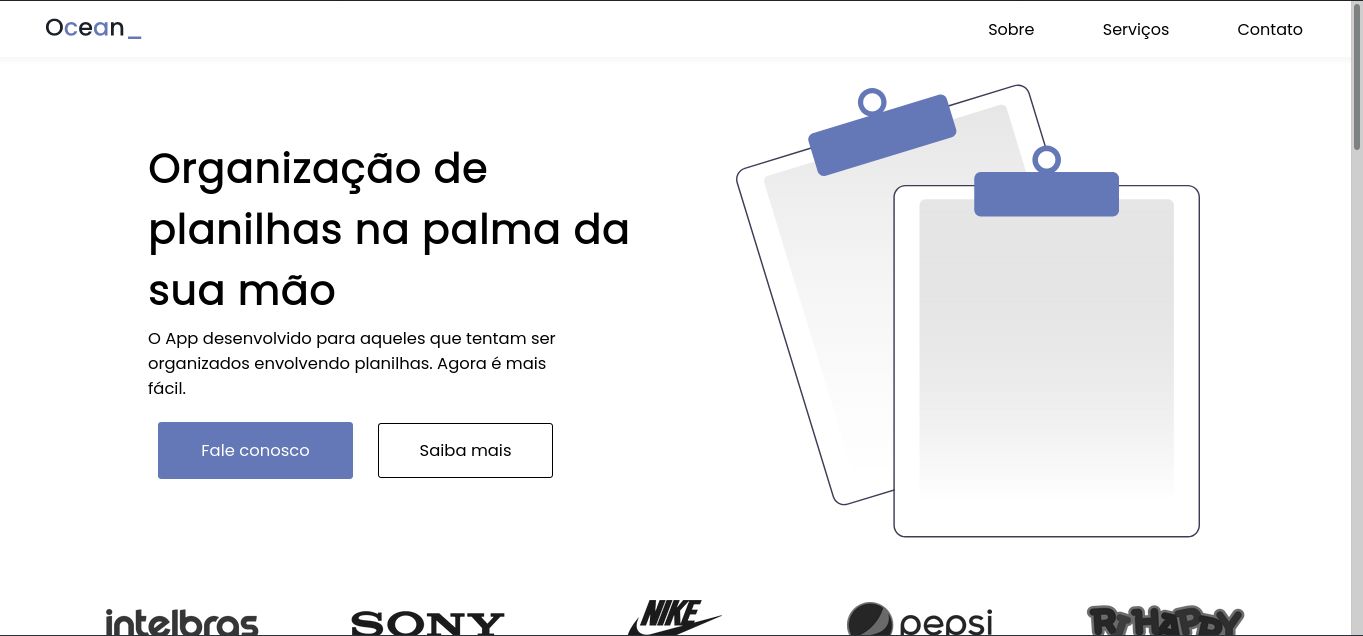 Ocean_
Sobre
Serviços
Contato
Organização de
planilhas na palma da
sua mão
O App desenvolvido para aqueles que tentam ser
organizados envolvendo planilhas. Agora é mais
fácil.
Fale conosco
Saiba mais
intelbras
SONY
NIKE
pepsi
RiHAPPY